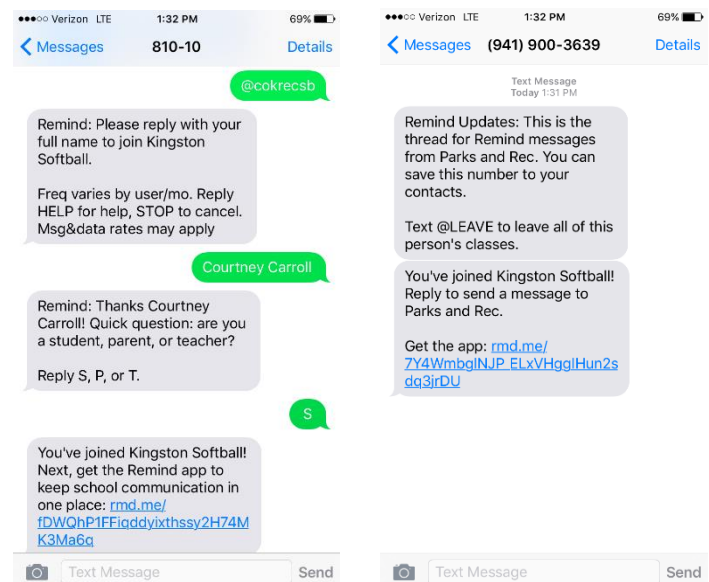 Verizon LTE 1:32 PM 69%
Messages 810-10 Details
@cokrecsb
Remind: Please reply with your
full name to join Kingston
Softball.
Freq varies by user/mo. Reply
HELP for help, STOP to cancel.
Msg&data rates may apply
Courtney Carroll
Remind: Thanks Courtney
Carroll! Quick question: are you
a student, parent, or teacher?
Reply S, P, or T.
S
You've joined Kingston Softball!
Next, get the Remind app to
keep school communication in
one place: rmd.me/
fDWQhP1FFiqddyixthssy2H74M
K3Ma6q
Text Message Send
Verizon LTE 1:32 PM 69%
Messages (941) 900-3639 Details
Text Message
Today 1:31 PM
Remind Updates: This is the
thread for Remind messages
from Parks and Rec. You can
save this number to your
contacts.
Text @LEAVE to leave all of this
person's classes.
You've joined Kingston Softball!
Reply to send a message to
Parks and Rec.
Get the app: rmd.me/
7Y4WmbglNJP_ELxVHgglHun2s
dq3jrDU
Text Message Send